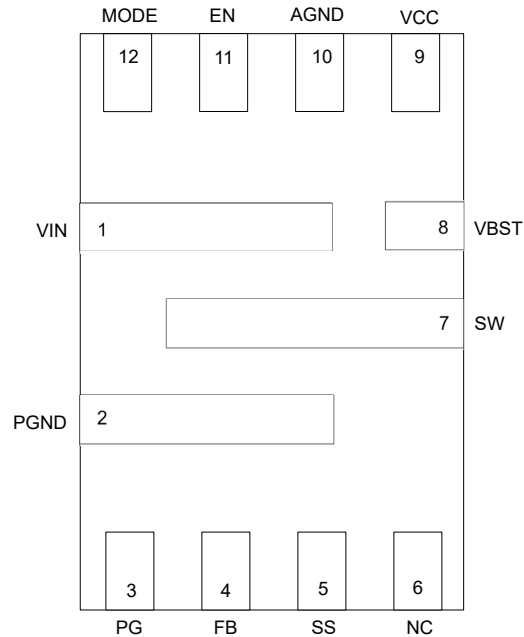 MODE EN AGND VCC
12 11 10 9
VIN 1 8 VBST
7 SW
PGND 2
3 4 5 6
PG FB SS NC